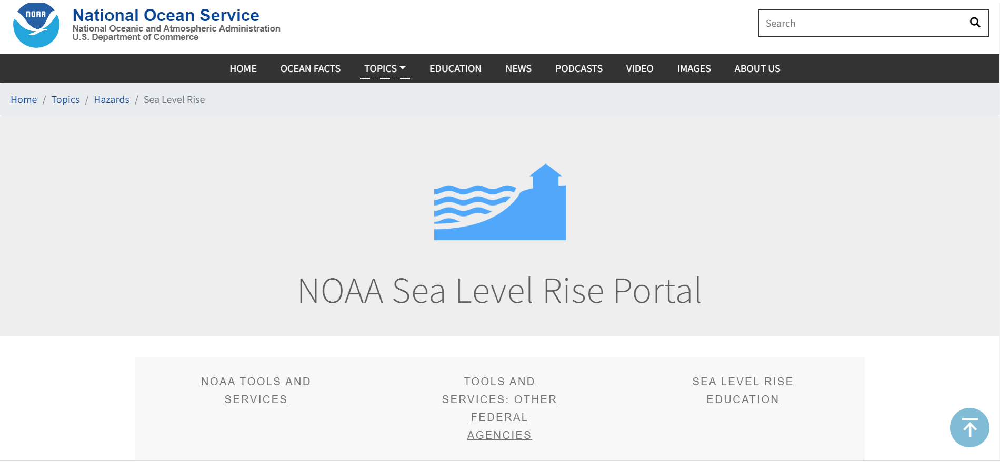 NOAA
National Ocean Service
National Oceanic and Atmospheric Administration
U.S. Department of Commerce
Search
HOME OCEAN FACTS TOPICS EDUCATION NEWS PODCASTS VIDEO IMAGES ABOUT US
Home / Topics / Hazards / Sea Level Rise
NOAA Sea Level Rise Portal
NOAA TOOLS AND
SERVICES
TOOLS AND
SERVICES: OTHER
FEDERAL
AGENCIES
SEA LEVEL RISE
EDUCATION